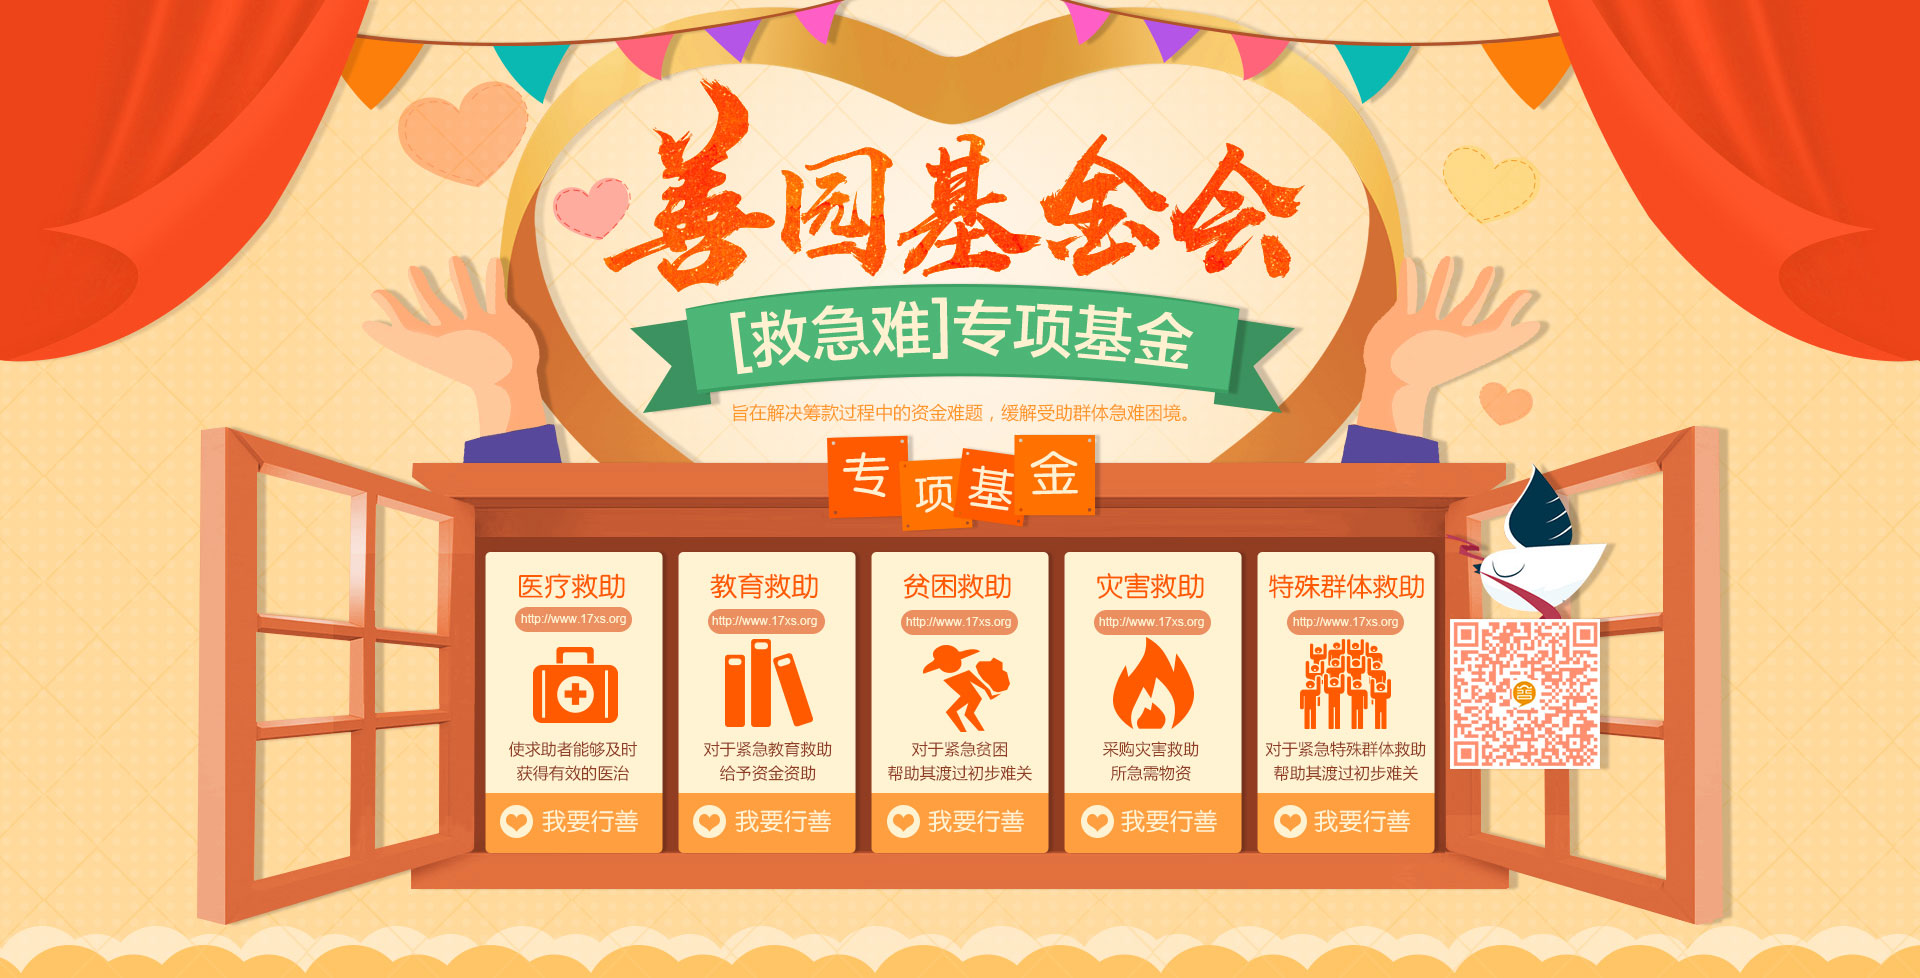 善园基金会
[救急难]专项基金
旨在解决筹款过程中的资金难题，缓解受助群体急难困境。
专项基金
医疗救助
http://www.17xs.org
使求助者能够及时
获得有效的医治
我要行善
教育救助
http://www.17xs.org
对于紧急教育救助
给予资金资助
我要行善
贫困救助
http://www.17xs.org
对于紧急贫困
帮助其渡过初步难关
我要行善
灾害救助
http://www.17xs.org
采购灾害救助
所急需物资
我要行善
特殊群体救助
http://www.17xs.org
对于紧急特殊群体救助
帮助其渡过初步难关
我要行善